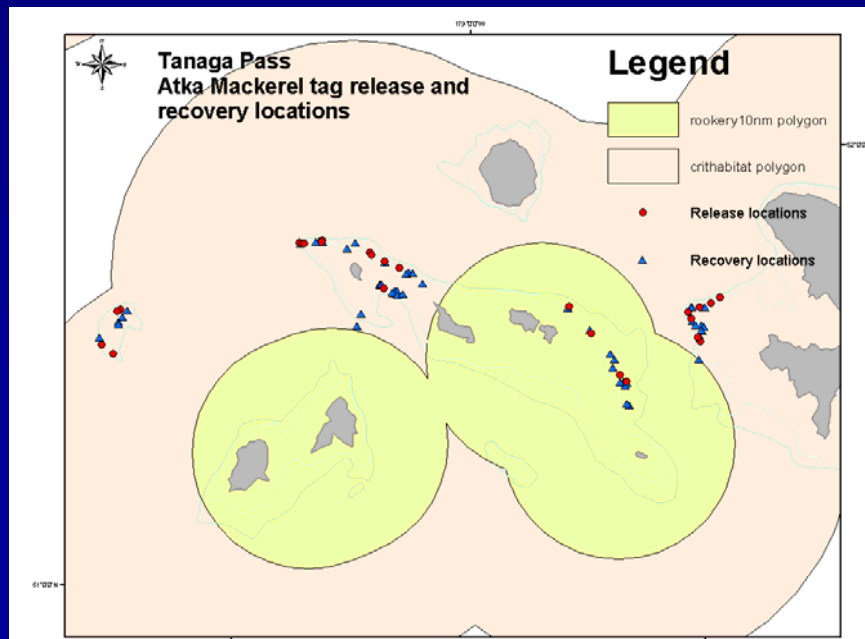 Tanaga Pass
Atka Mackerel tag release and
recovery locations
Legend
rookery10nm polygon
crithabitat polygon
Release locations
Recovery locations